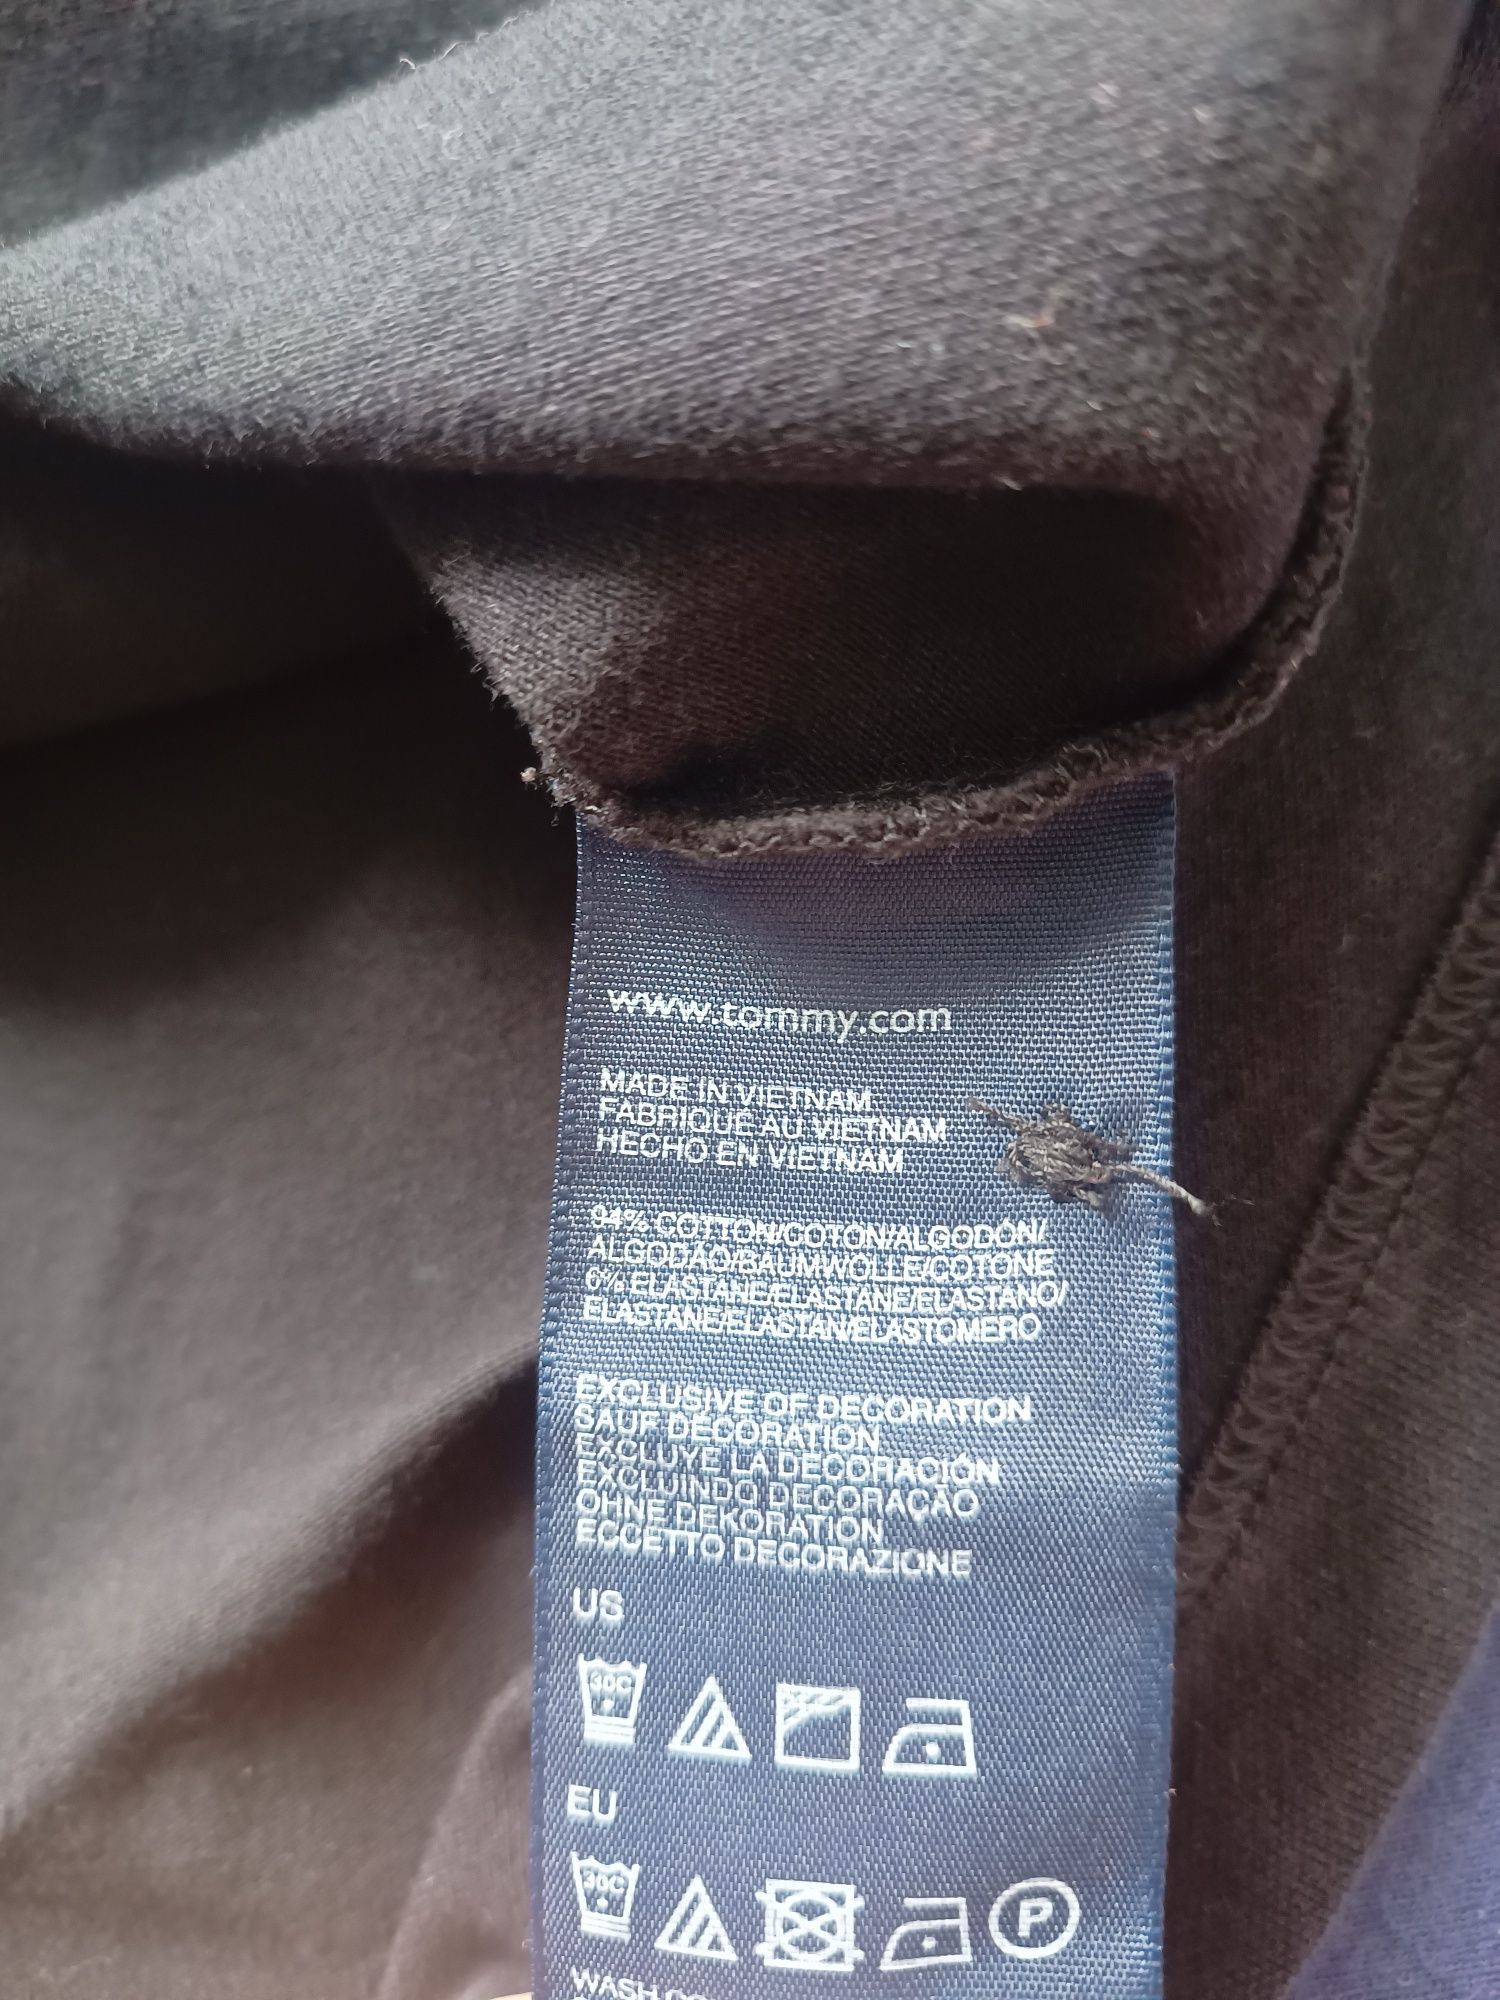 www.tommy.com
MADE IN VIETNAM
FABRIQUÉ AU VIETNAM
HECHO EN VIETNAM
94% COTTON/COTON/ALGODÓN/
ALGODÃO/BAUMWOLLE/COTONE
6% ELASTANE/ELASTANE/ELASTANO/
ELASTANE/ELASTAN/ELASTOMERO
EXCLUSIVE OF DECORATION
SAUF DÉCORATION
EXCLUYE LA DECORACIÓN
EXCLUINDO DECORAÇÃO
OHNE DEKORATION
ECCETTO DECORAZIONE
US
30C
EU
30C
P
WASH